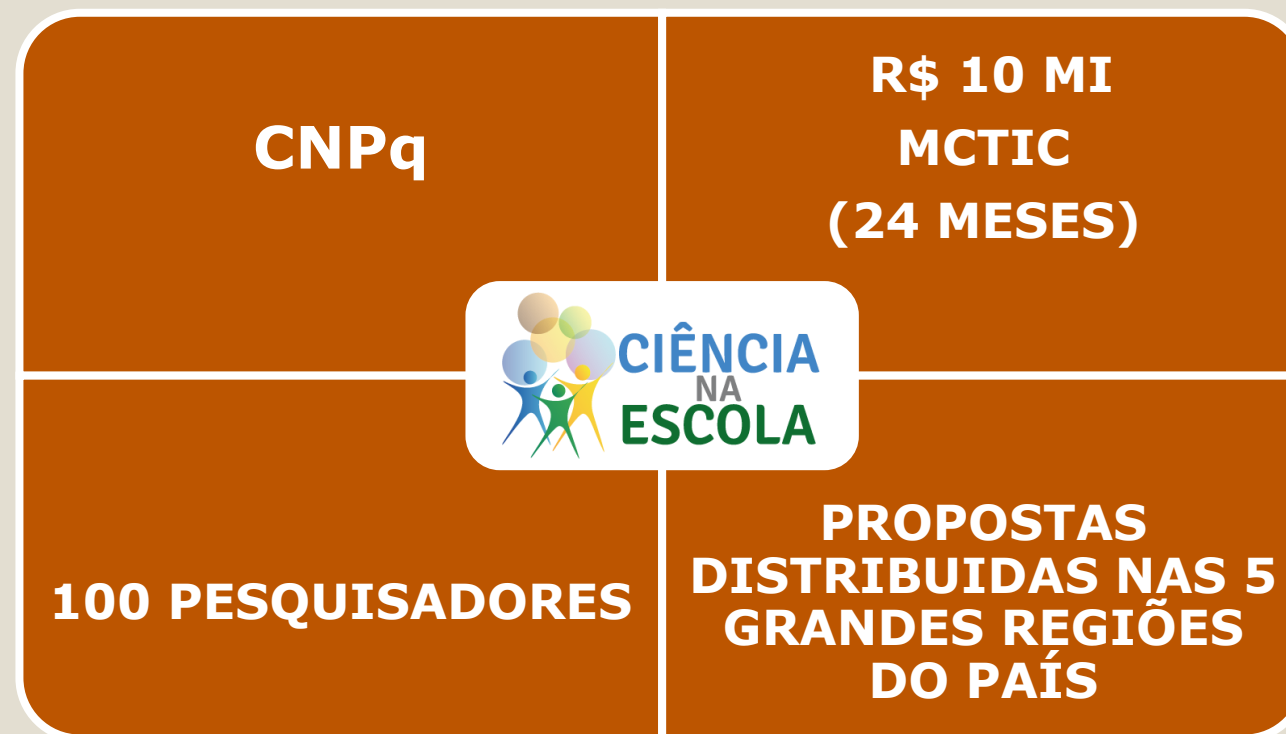 CNPq
R$ 10 MI
MCTIC
(24 MESES)
CIÊNCIA
NA
ESCOLA
100 PESQUISADORES
PROPOSTAS
DISTRIBUIDAS NAS 5
GRANDES REGIÕES
DO PAÍS